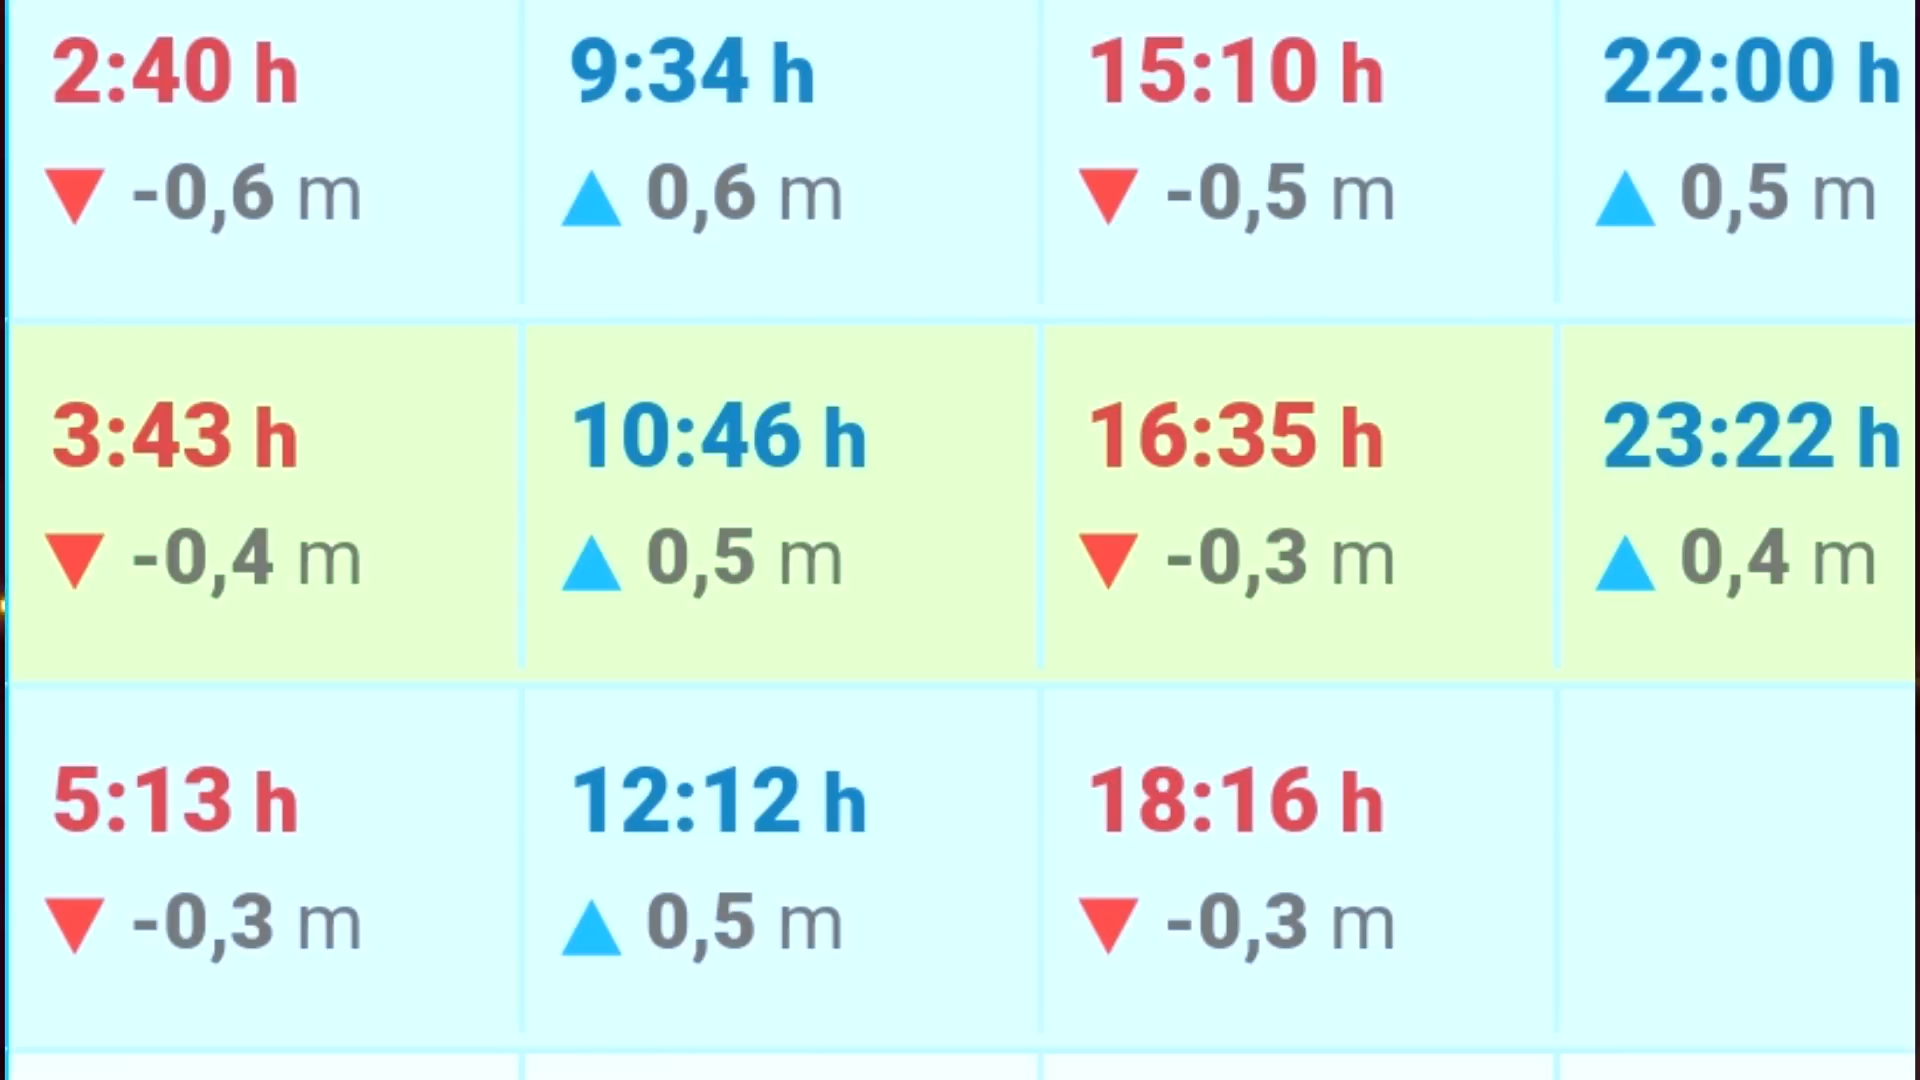 2:40 h 9:34 h 15:10 h 22:00 h
▼ -0,6 m ▲ 0,6 m ▼ -0,5 m ▲ 0,5 m
3:43 h 10:46 h 16:35 h 23:22 h
▼ -0,4 m ▲ 0,5 m ▼ -0,3 m ▲ 0,4 m
5:13 h 12:12 h 18:16 h
▼ -0,3 m ▲ 0,5 m ▼ -0,3 m